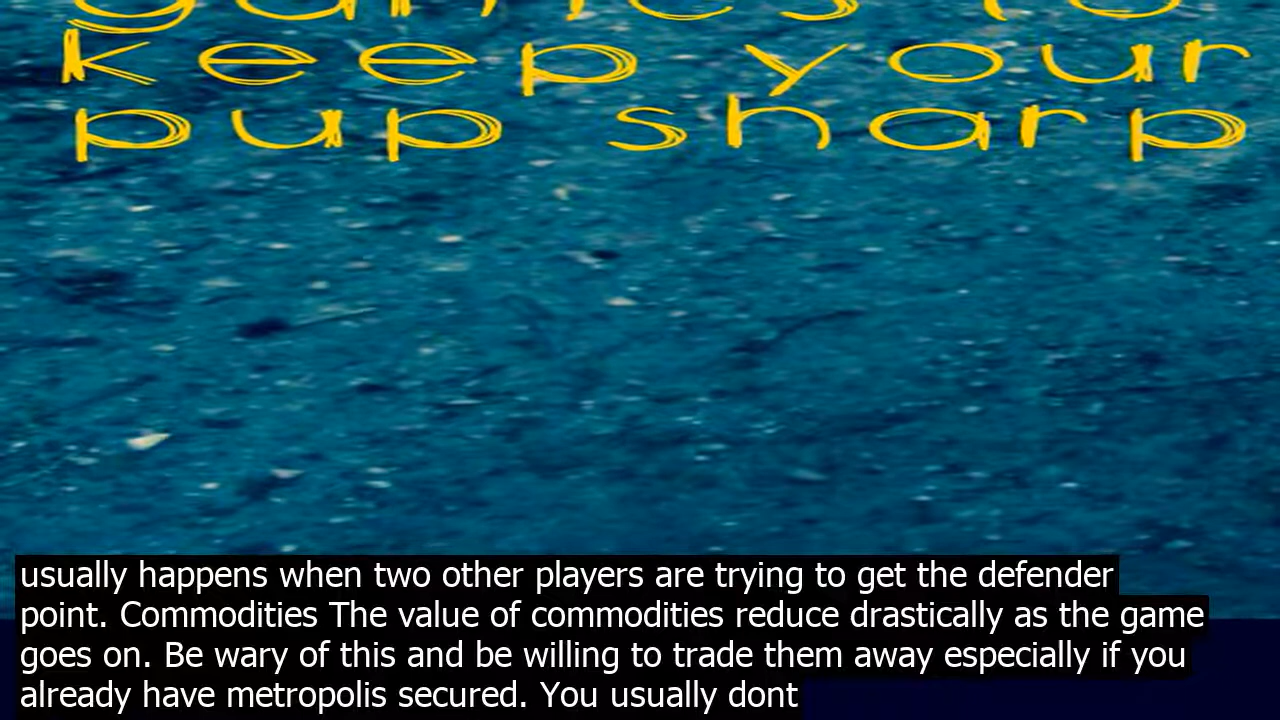 games to
keep your
pup sharp
usually happens when two other players are trying to get the defender
point. Commodities The value of commodities reduce drastically as the game
goes on. Be wary of this and be willing to trade them away especially if you
already have metropolis secured. You usually dont